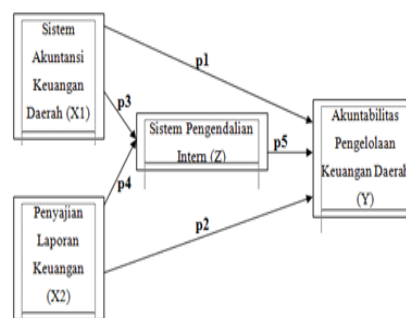 Sistem
Akuntansi
Keuangan
Daerah (X1)
p1
p3
Sistem Pengendalian
Intern (Z)
p5
Akuntabilitas
Pengelolaan
Keuangan Daerah
(Y)
p4
Penyajian
Laporan
Keuangan
(X2)
p2